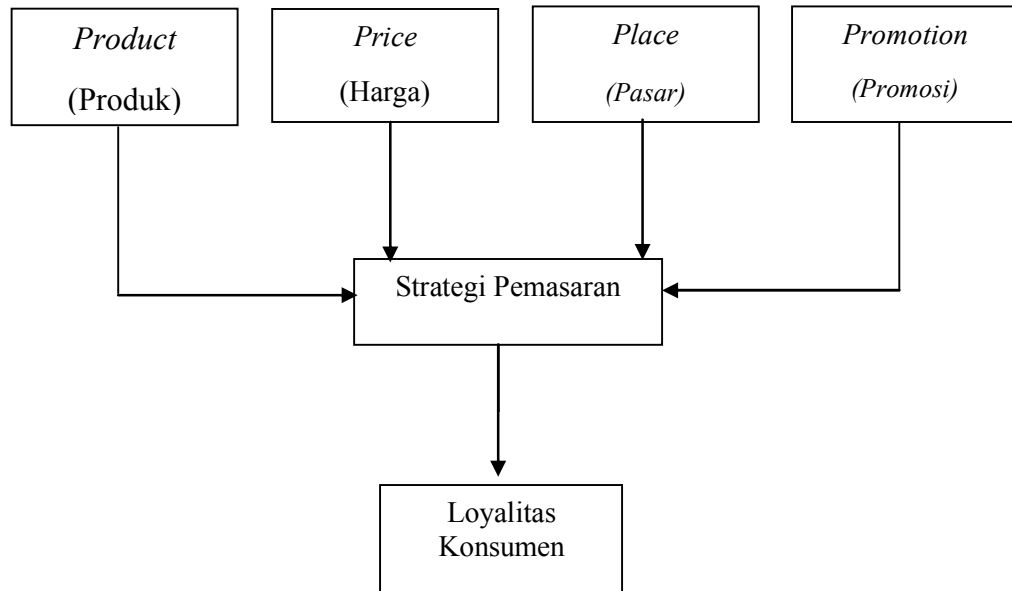 Product
(Produk)
Price
(Harga)
Place
(Pasar)
Promotion
(Promosi)
Strategi Pemasaran
Loyalitas
Konsumen